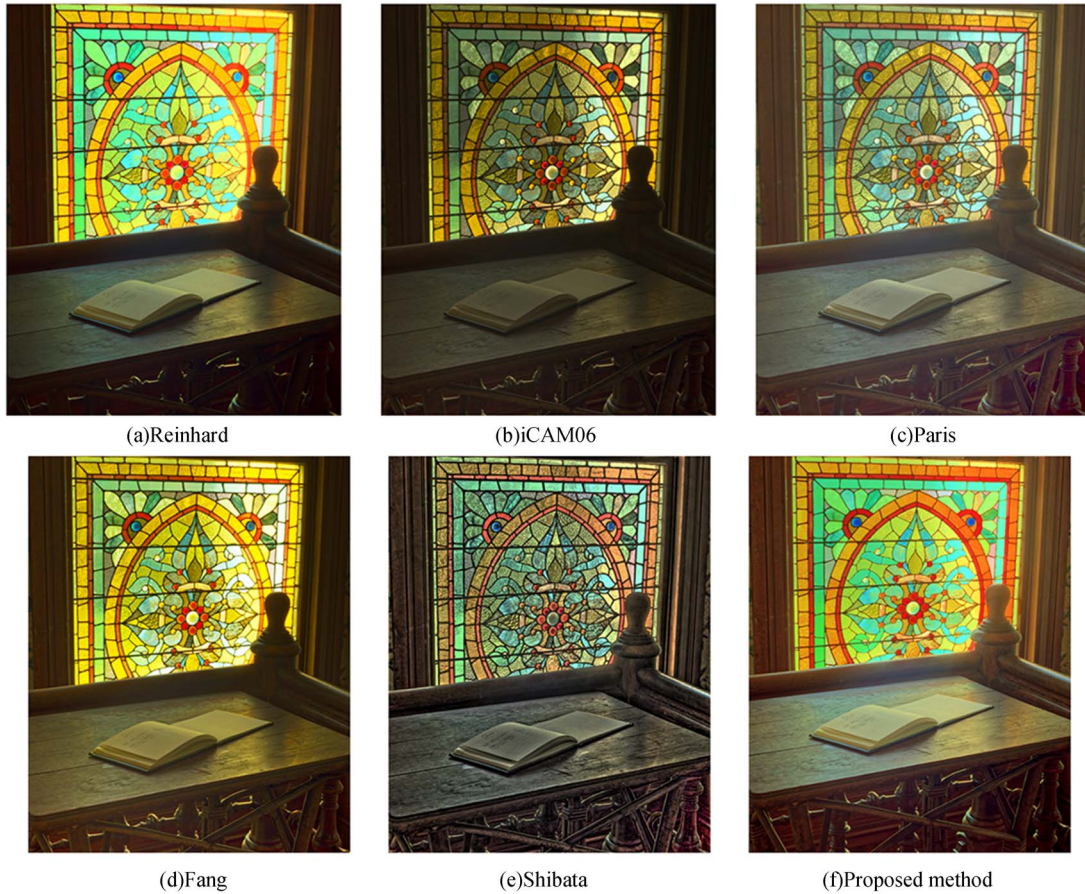 (a)Reinhard
(b)iCAM06
(c)Paris
(d)Fang
(e)Shibata
(f)Proposed method